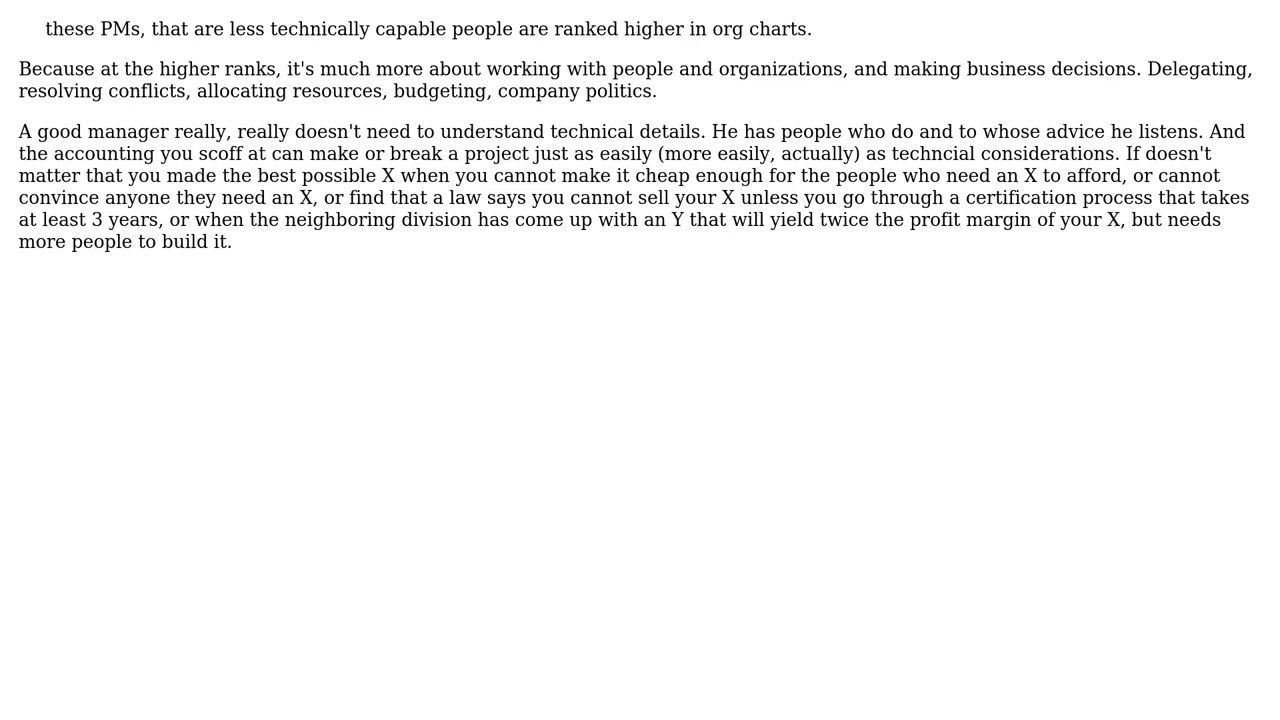 these PMs, that are less technically capable people are ranked higher in org charts.
Because at the higher ranks, it's much more about working with people and organizations, and making business decisions. Delegating,
resolving conflicts, allocating resources, budgeting, company politics.
A good manager really, really doesn't need to understand technical details. He has people who do and to whose advice he listens. And
the accounting you scoff at can make or break a project just as easily (more easily, actually) as techncial considerations. If doesn't
matter that you made the best possible X when you cannot make it cheap enough for the people who need an X to afford, or cannot
convince anyone they need an X, or find that a law says you cannot sell your X unless you go through a certification process that takes
at least 3 years, or when the neighboring division has come up with an Y that will yield twice the profit margin of your X, but needs
more people to build it.